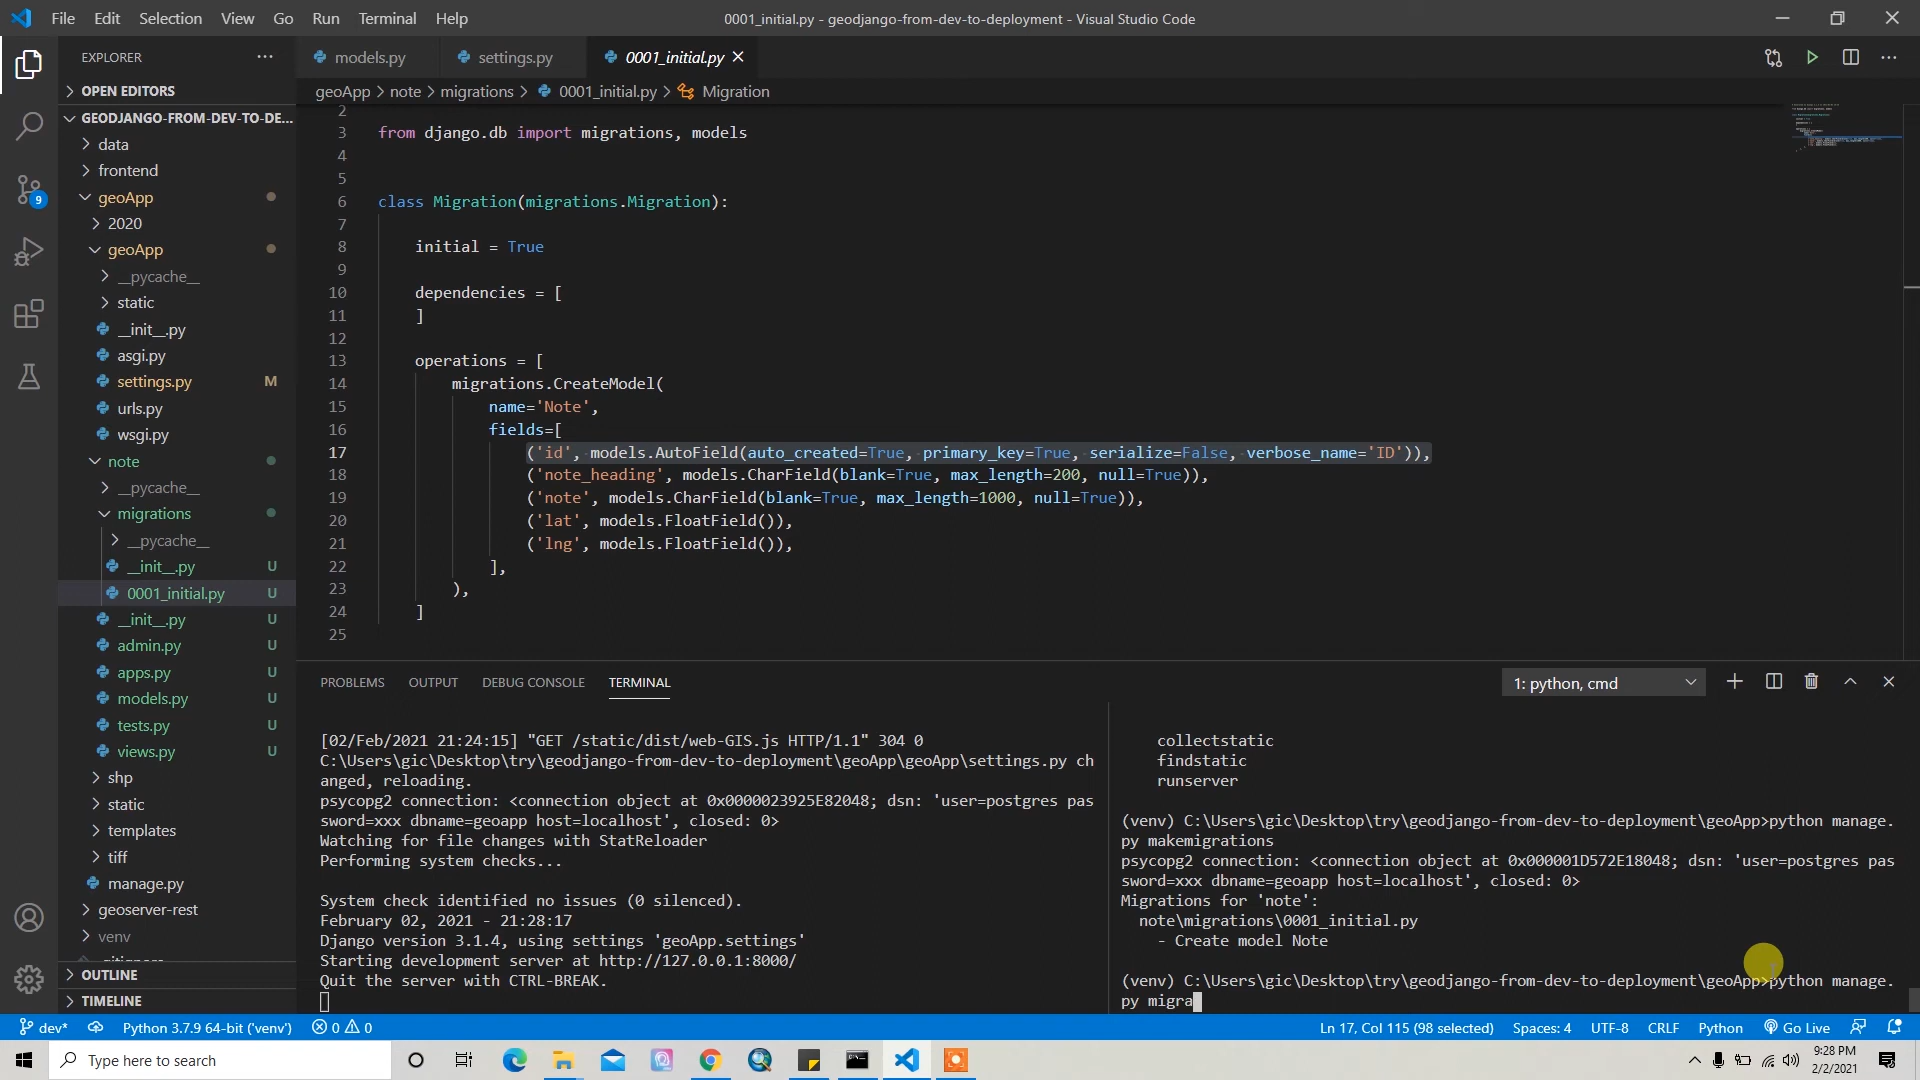 File Edit Selection View Go Run Terminal Help
0001_initial.py - geodjango-from-dev-to-deployment - Visual Studio Code
EXPLORER
models.py
settings.py
0001_initial.py
OPEN EDITORS
geoApp > note > migrations > 0001_initial.py > Migration
GEODJANGO-FROM-DEV-TO-DE...
data
frontend
geoApp
2020
geoApp
__pycache__
static
__init__.py
asgi.py
settings.py M
urls.py
wsgi.py
note
__pycache__
migrations
__pycache__
__init__.py U
0001_initial.py U
__init__.py U
admin.py U
apps.py U
models.py U
tests.py U
views.py U
shp
static
templates
tiff
manage.py
geoserver-rest
venv
OUTLINE
TIMELINE
9
2
3 from django.db import migrations, models
4
5
6 class Migration(migrations.Migration):
7
8 initial = True
9
10 dependencies = [
11 ]
12
13 operations = [
14 migrations.CreateModel(
15 name='Note',
16 fields=[
17 ('id', models.AutoField(auto_created=True, primary_key=True, serialize=False, verbose_name='ID')),
18 ('note_heading', models.CharField(blank=True, max_length=200, null=True)),
19 ('note', models.CharField(blank=True, max_length=1000, null=True)),
20 ('lat', models.FloatField()),
21 ('lng', models.FloatField()),
22 ],
23 ),
24 ]
25
PROBLEMS OUTPUT DEBUG CONSOLE TERMINAL
1: python, cmd
[02/Feb/2021 21:24:15] "GET /static/dist/web-GIS.js HTTP/1.1" 304 0
C:\Users\gic\Desktop\try\geodjango-from-dev-to-deployment\geoApp\geoApp\settings.py ch
anged, reloading.
psycopg2 connection: <connection object at 0x0000023925E82048; dsn: 'user=postgres pas
sword=xxx dbname=geoapp host=localhost', closed: 0>
Watching for file changes with StatReloader
Performing system checks...
System check identified no issues (0 silenced).
February 02, 2021 - 21:28:17
Django version 3.1.4, using settings 'geoApp.settings'
Starting development server at http://127.0.0.1:8000/
Quit the server with CTRL-BREAK.
collectstatic
findstatic
runserver
(venv) C:\Users\gic\Desktop\try\geodjango-from-dev-to-deployment\geoApp>python manage.
py makemigrations
psycopg2 connection: <connection object at 0x000001D572E18048; dsn: 'user=postgres pas
sword=xxx dbname=geoapp host=localhost', closed: 0>
Migrations for 'note':
note\migrations\0001_initial.py
- Create model Note
(venv) C:\Users\gic\Desktop\try\geodjango-from-dev-to-deployment\geoApp>python manage.
py migra
dev* Python 3.7.9 64-bit ('venv') 0 0 Ln 17, Col 115 (98 selected) Spaces: 4 UTF-8 CRLF Python Go Live
Type here to search
9:28 PM
2/2/2021